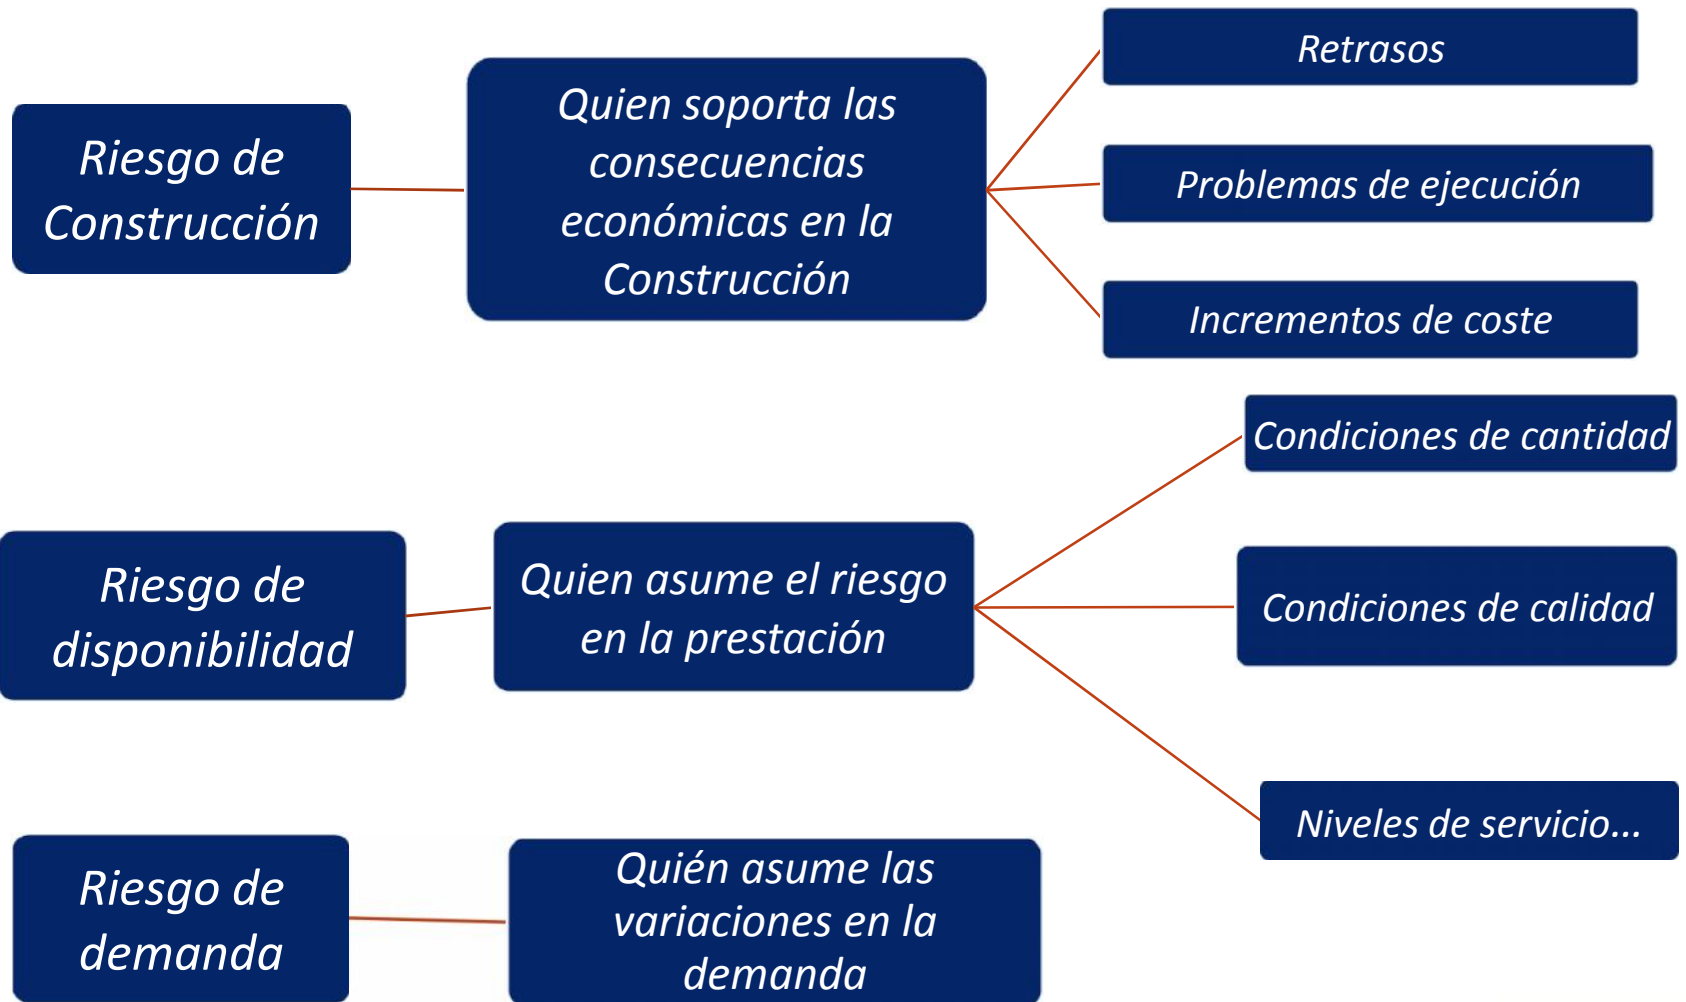 Riesgo de
Construcción
Quien soporta las
consecuencias
económicas en la
Construcción
Retrasos
Problemas de ejecución
Incrementos de coste
Riesgo de
disponibilidad
Quien asume el riesgo
en la prestación
Condiciones de cantidad
Condiciones de calidad
Niveles de servicio...
Riesgo de
demanda
Quién asume las
variaciones en la
demanda